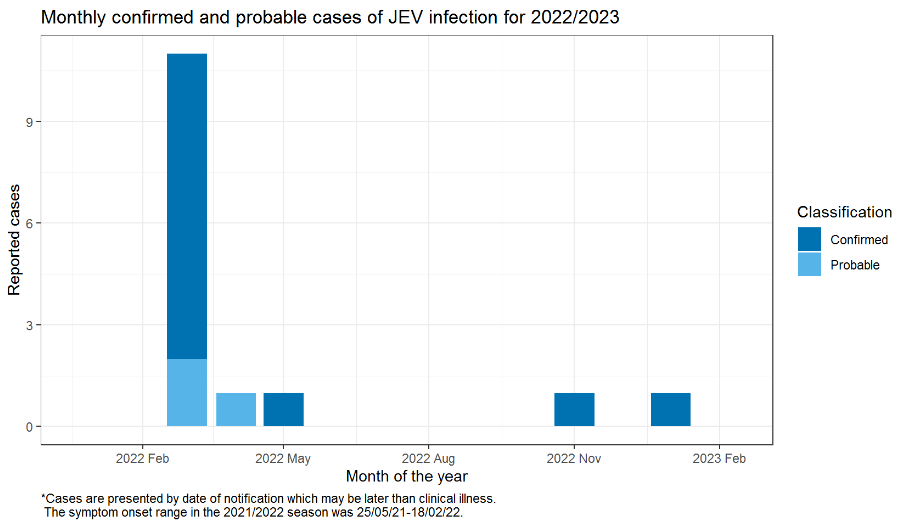 Monthly confirmed and probable cases of JEV infection for 2022/2023
Reported cases
9
6
3
0
2022 Feb
2022 May
2022 Aug
2022 Nov
2023 Feb
Month of the year
Classification
Confirmed
Probable
*Cases are presented by date of notification which may be later than clinical illness.
The symptom onset range in the 2021/2022 season was 25/05/21-18/02/22.